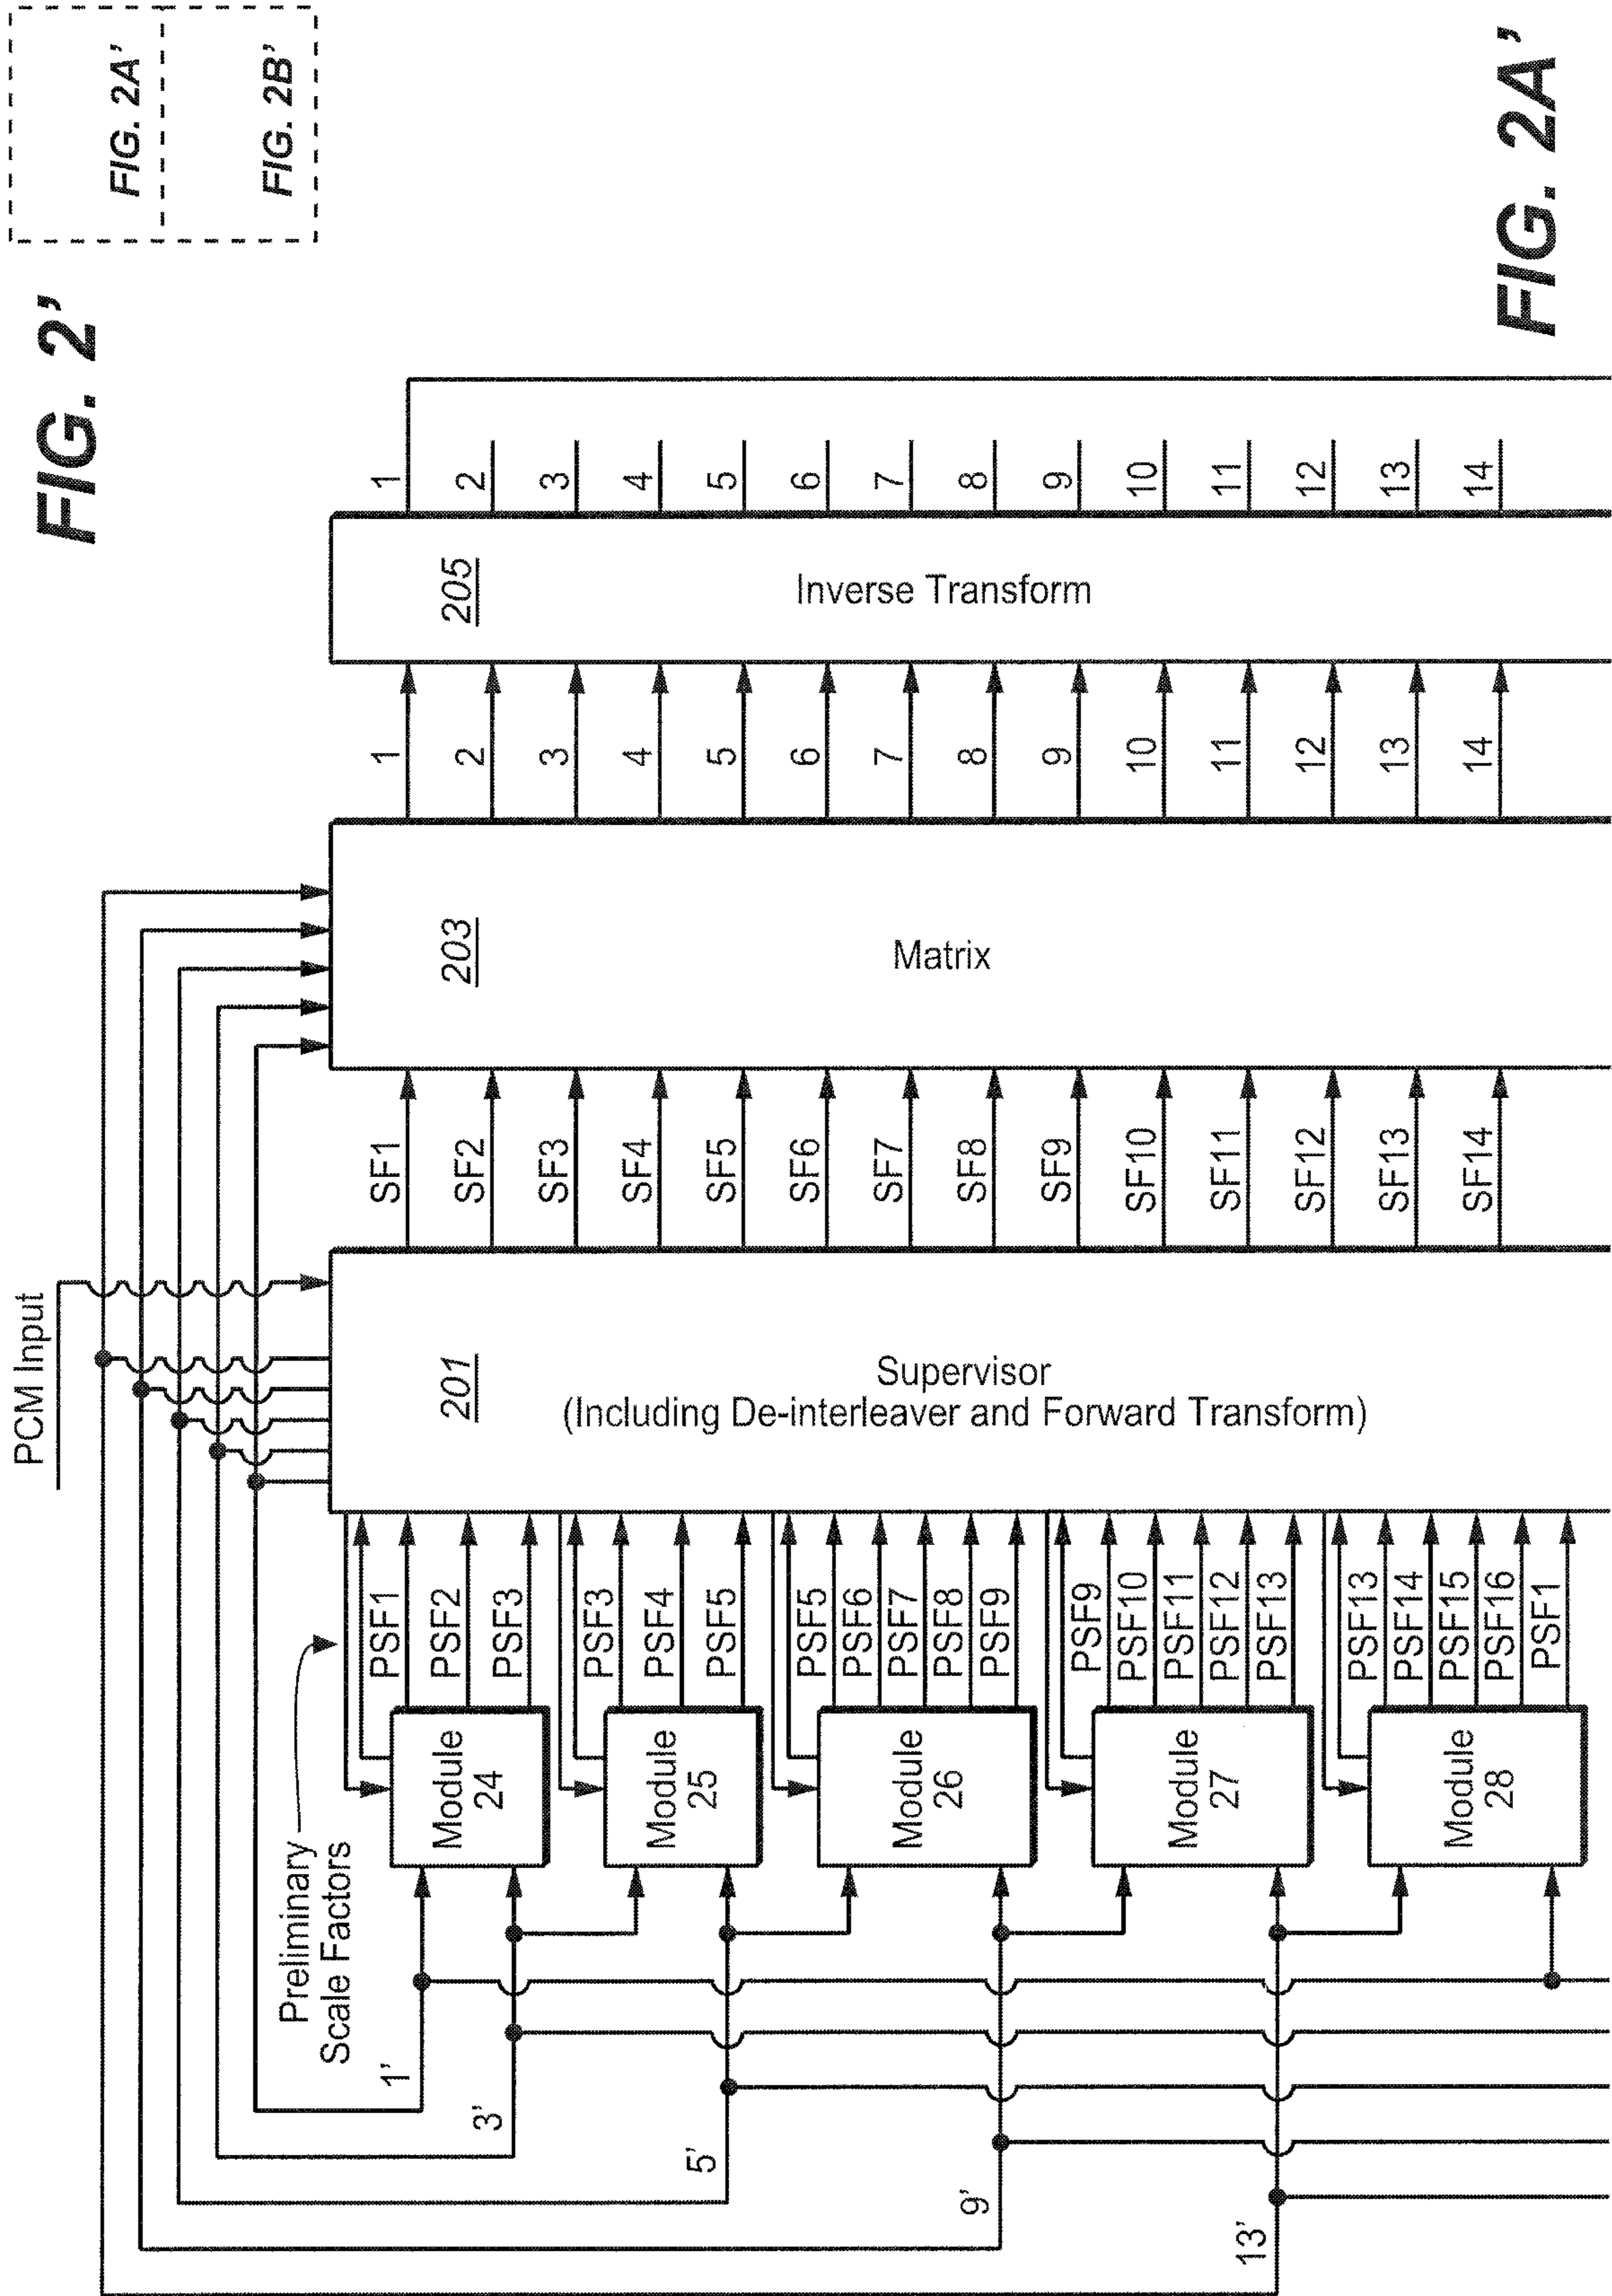 FIG. 2'
FIG. 2A'
FIG. 2B'
PCM Input
Preliminary
Scale Factors
1'
3'
5'
9'
13'
Module
24
Module
25
Module
26
Module
27
Module
28
PSF1
PSF2
PSF3
PSF3
PSF4
PSF5
PSF5
PSF6
PSF7
PSF8
PSF9
PSF9
PSF10
PSF11
PSF12
PSF13
PSF13
PSF14
PSF15
PSF16
PSF1
201
Supervisor
(Including De-interleaver and Forward Transform)
SF1
SF2
SF3
SF4
SF5
SF6
SF7
SF8
SF9
SF10
SF11
SF12
SF13
SF14
203
Matrix
1
2
3
4
5
6
7
8
9
10
11
12
13
14
205
Inverse Transform
1
2
3
4
5
6
7
8
9
10
11
12
13
14
FIG. 2A'